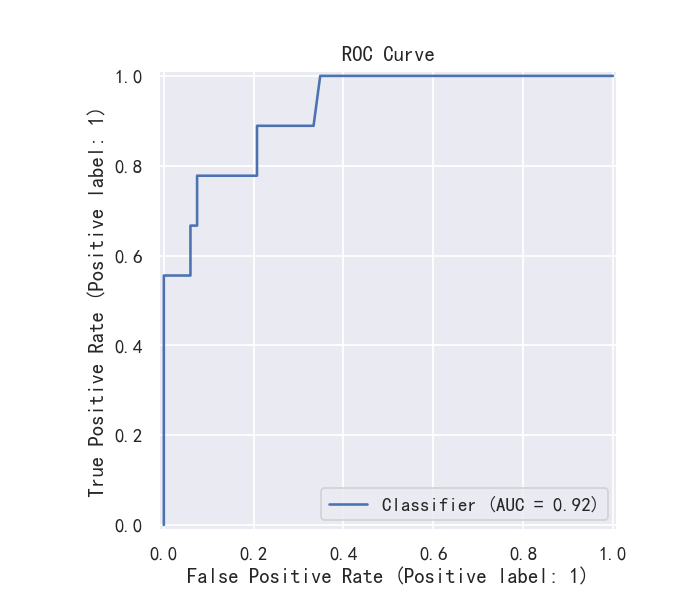 ROC Curve
True Positive Rate (Positive label: 1)
1.0
0.8
0.6
0.4
0.2
0.0
Classifier (AUC = 0.92)
0.0 0.2 0.4 0.6 0.8 1.0
False Positive Rate (Positive label: 1)